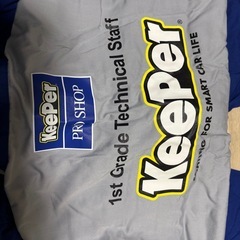 KeePer
PRO SHOP
1st Grade Technical Staff
KeePer
FOR SMART CAR LIFE